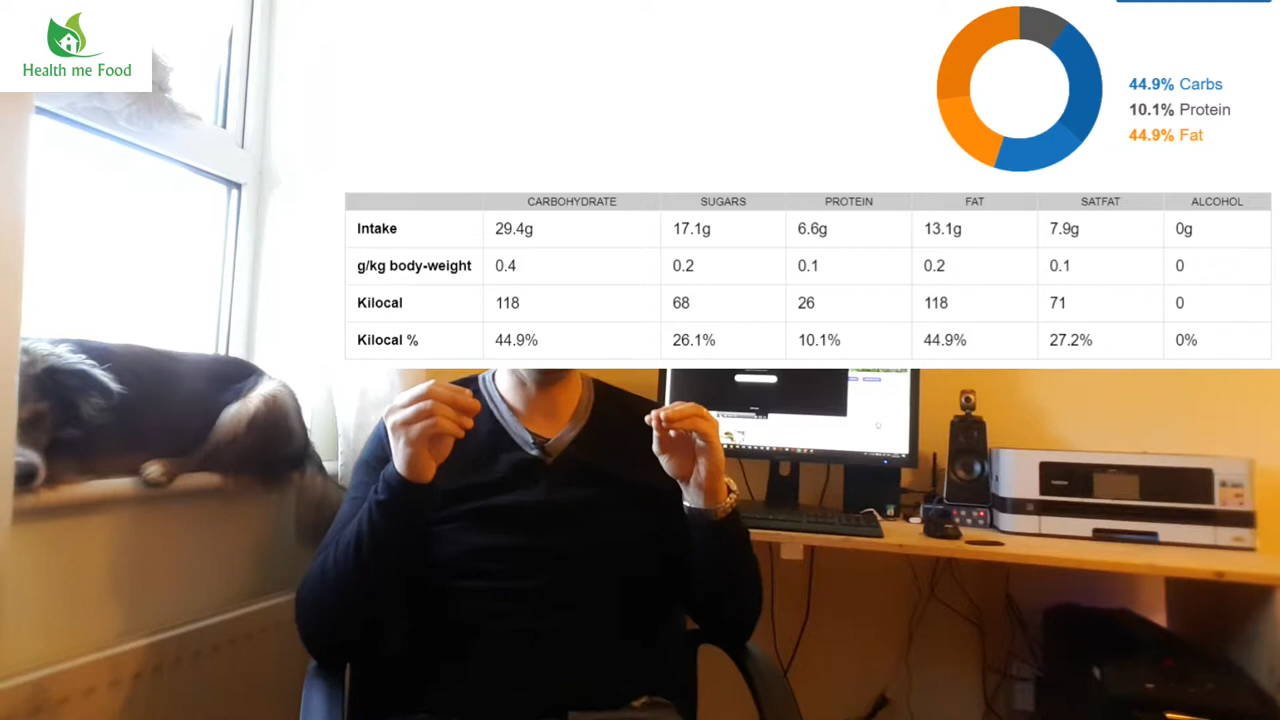 Health me Food
44.9% Carbs
10.1% Protein
44.9% Fat
CARBOHYDRATE SUGARS PROTEIN FAT SATFAT ALCOHOL
Intake 29.4g 17.1g 6.6g 13.1g 7.9g 0g
g/kg body-weight 0.4 0.2 0.1 0.2 0.1 0
Kilocal 118 68 26 118 71 0
Kilocal % 44.9% 26.1% 10.1% 44.9% 27.2% 0%